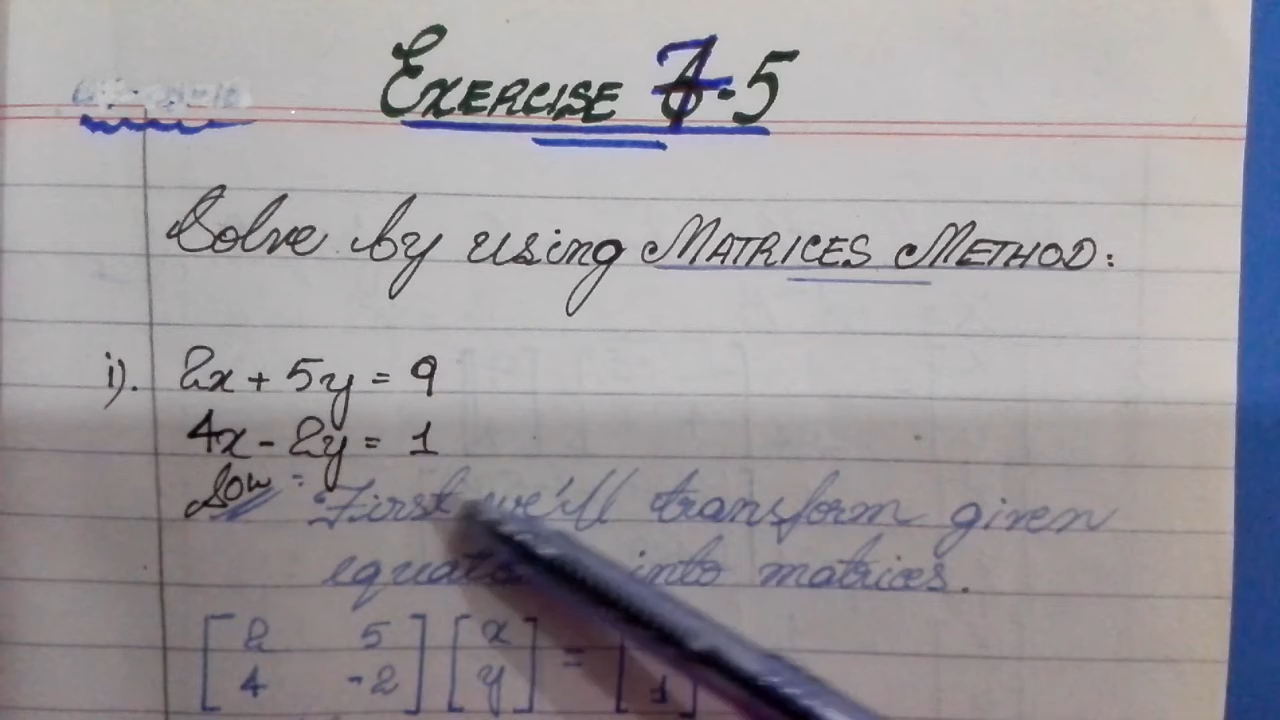 EXERCISE 7.5
Solve by using MATRICES METHOD:
i). 2x + 5y = 9
4x - 2y = 1
Sol:
First we'll transform given
into matrices.
[2 5] [x] = [
[4 -2] [y] 1]